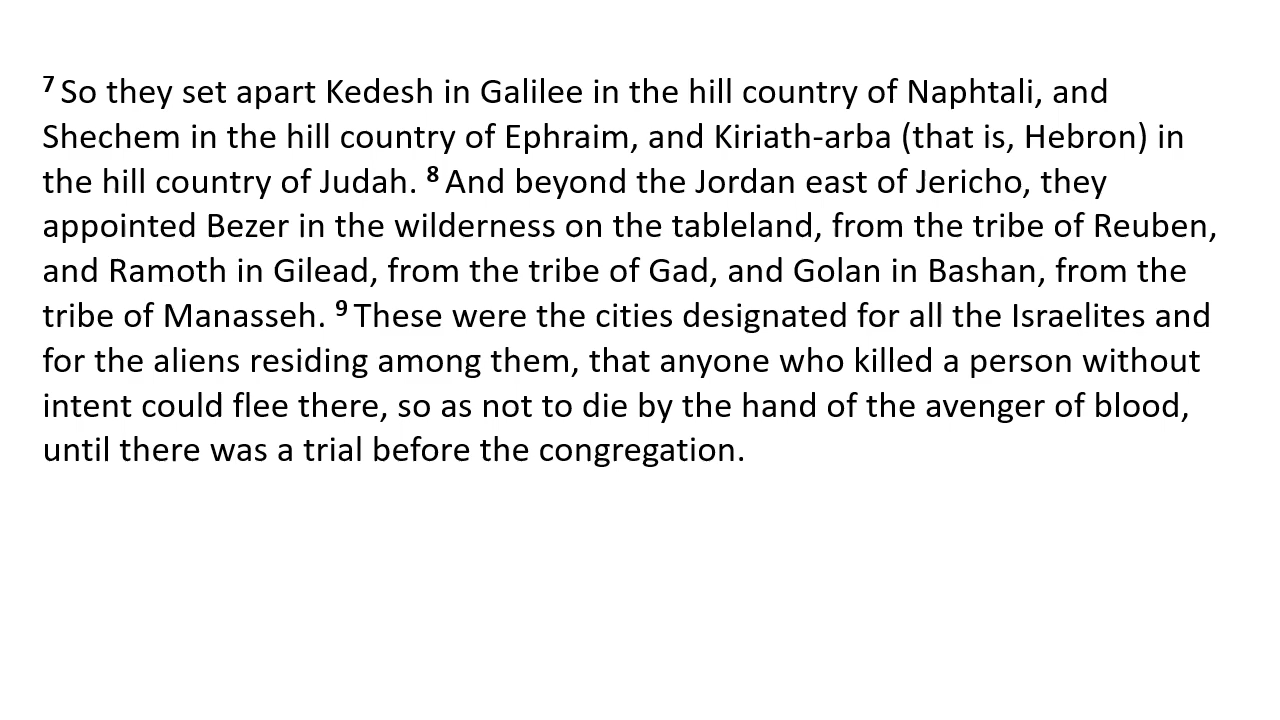 7 So they set apart Kedesh in Galilee in the hill country of Naphtali, and
Shechem in the hill country of Ephraim, and Kiriath-arba (that is, Hebron) in
the hill country of Judah. 8 And beyond the Jordan east of Jericho, they
appointed Bezer in the wilderness on the tableland, from the tribe of Reuben,
and Ramoth in Gilead, from the tribe of Gad, and Golan in Bashan, from the
tribe of Manasseh. 9 These were the cities designated for all the Israelites and
for the aliens residing among them, that anyone who killed a person without
intent could flee there, so as not to die by the hand of the avenger of blood,
until there was a trial before the congregation.